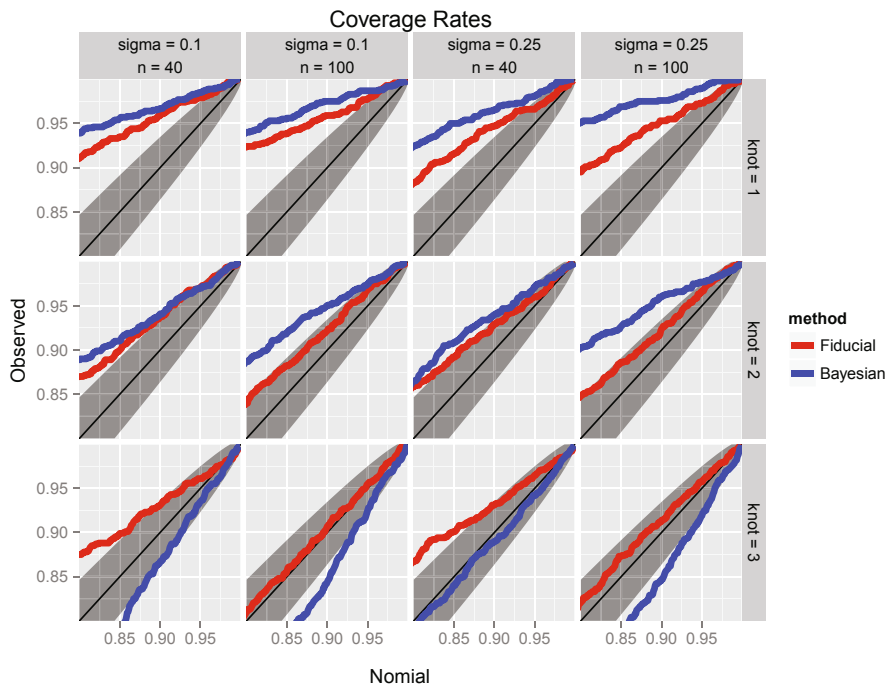 Coverage Rates
sigma = 0.1
n = 40
sigma = 0.1
n = 100
sigma = 0.25
n = 40
sigma = 0.25
n = 100
0.95
0.90
0.85
knot = 1
0.95
0.90
0.85
knot = 2
0.95
0.90
0.85
knot = 3
Observed
0.85 0.90 0.95
0.85 0.90 0.95
0.85 0.90 0.95
0.85 0.90 0.95
Nomial
method
Fiducial
Bayesian